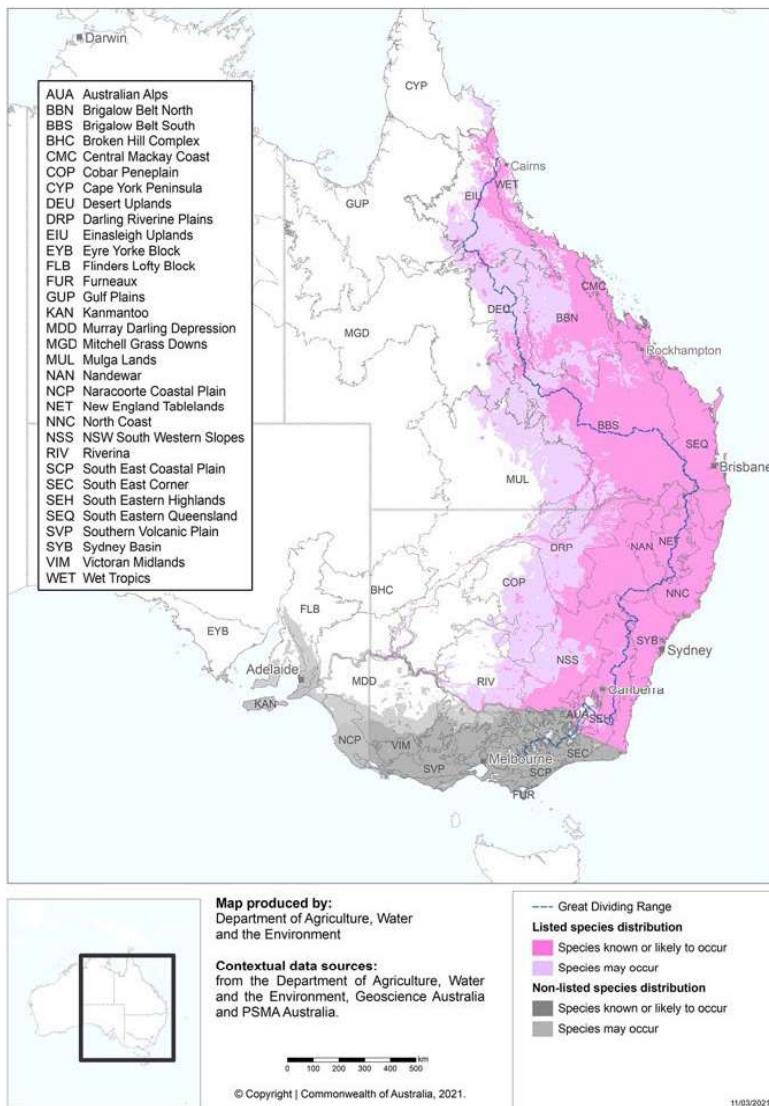 Darwin
AUA Australian Alps
BBN Brigalow Belt North
BBS Brigalow Belt South
BHC Broken Hill Complex
CMC Central Mackay Coast
COP Cobar Peneplain
CYP Cape York Peninsula
DEU Desert Uplands
DRP Darling Riverine Plains
EIU Einasleigh Uplands
EYB Eyre Yorke Block
FLB Flinders Lofty Block
FUR Furneaux
GUP Gulf Plains
KAN Kanmantoo
MDD Murray Darling Depression
MGD Mitchell Grass Downs
MUL Mulga Lands
NAN Nandewar
NCP Naracoorte Coastal Plain
NET New England Tablelands
NNC North Coast
NSS NSW South Western Slopes
RIV Riverina
SCP South East Coastal Plain
SEC South East Corner
SEH South Eastern Highlands
SEQ South Eastern Queensland
SVP Southern Volcanic Plain
SYB Sydney Basin
VIM Victoran Midlands
WET Wet Tropics
CYP
Cairns
WET
EIU
GUP
CMC
DEU
BBN
MGD
Rockhampton
BBS
SEQ
Brisbane
MUL
DRP
NAN
NET
COP
BHC
NNC
FLB
EYB
SYB
Sydney
NSS
Adelaide
MDD
RIV
Canberra
KAN
AUA
SEH
NCP
VIM
Melbourne
SEC
SVP
SCP
FUR
Map produced by:
Department of Agriculture, Water
and the Environment
Contextual data sources:
from the Department of Agriculture, Water
and the Environment, Geoscience Australia
and PSMA Australia.
km
0 100 200 300 400 500
© Copyright | Commonwealth of Australia, 2021.
Great Dividing Range
Listed species distribution
Species known or likely to occur
Species may occur
Non-listed species distribution
Species known or likely to occur
Species may occur
11/03/2021